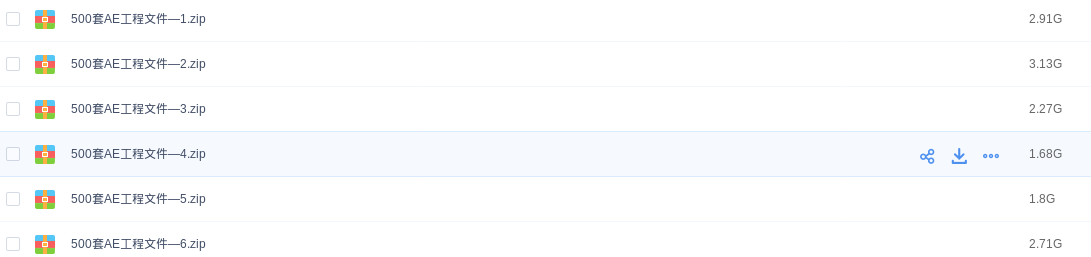 500套AE工程文件—1.zip 2.91G
500套AE工程文件—2.zip 3.13G
500套AE工程文件—3.zip 2.27G
500套AE工程文件—4.zip 1.68G
500套AE工程文件—5.zip 1.8G
500套AE工程文件—6.zip 2.71G